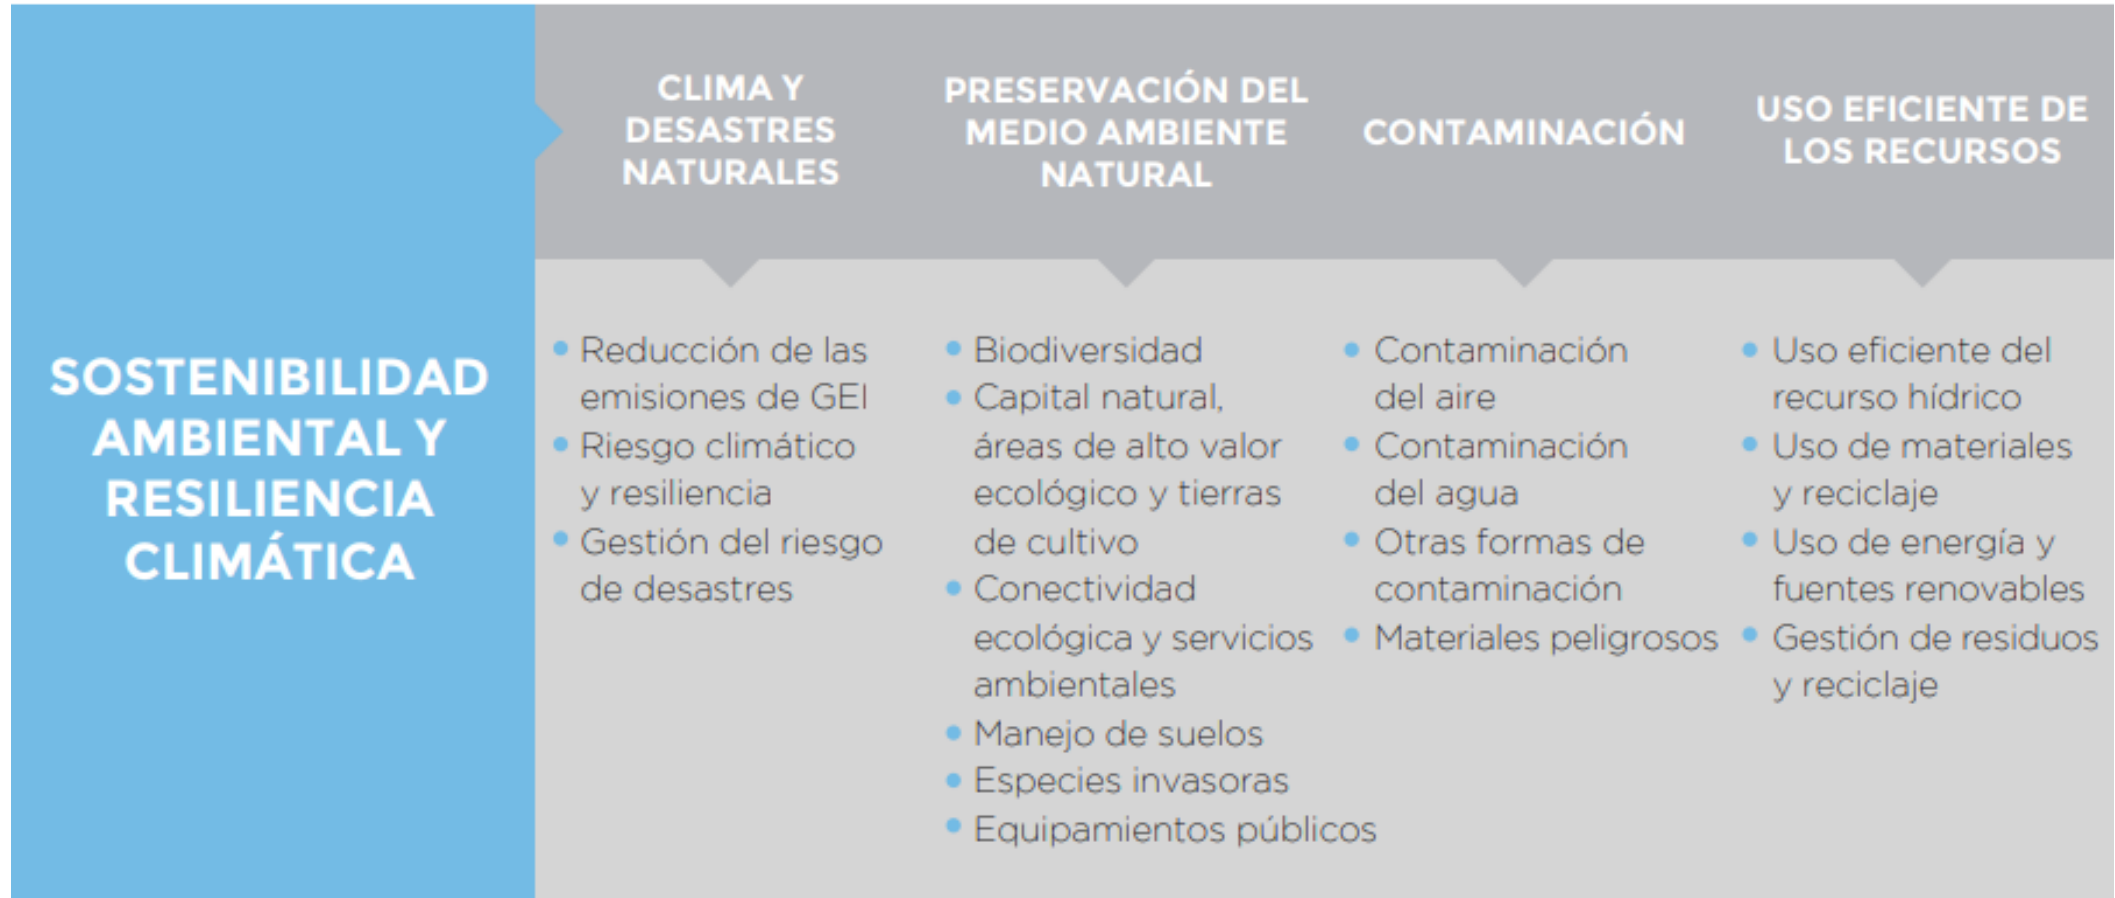 SOSTENIBILIDAD
AMBIENTAL Y
RESILIENCIA
CLIMÁTICA
CLIMA Y
DESASTRES
NATURALES
• Reducción de las
emisiones de GEI
• Riesgo climático
y resiliencia
• Gestión del riesgo
de desastres
PRESERVACIÓN DEL
MEDIO AMBIENTE
NATURAL
• Biodiversidad
• Capital natural,
áreas de alto valor
ecológico y tierras
de cultivo
• Conectividad
ecológica y servicios
ambientales
• Manejo de suelos
• Especies invasoras
• Equipamientos públicos
CONTAMINACIÓN
• Contaminación
del aire
• Contaminación
del agua
• Otras formas de
contaminación
• Materiales peligrosos
USO EFICIENTE DE
LOS RECURSOS
• Uso eficiente del
recurso hídrico
• Uso de materiales
y reciclaje
• Uso de energía y
fuentes renovables
• Gestión de residuos
y reciclaje